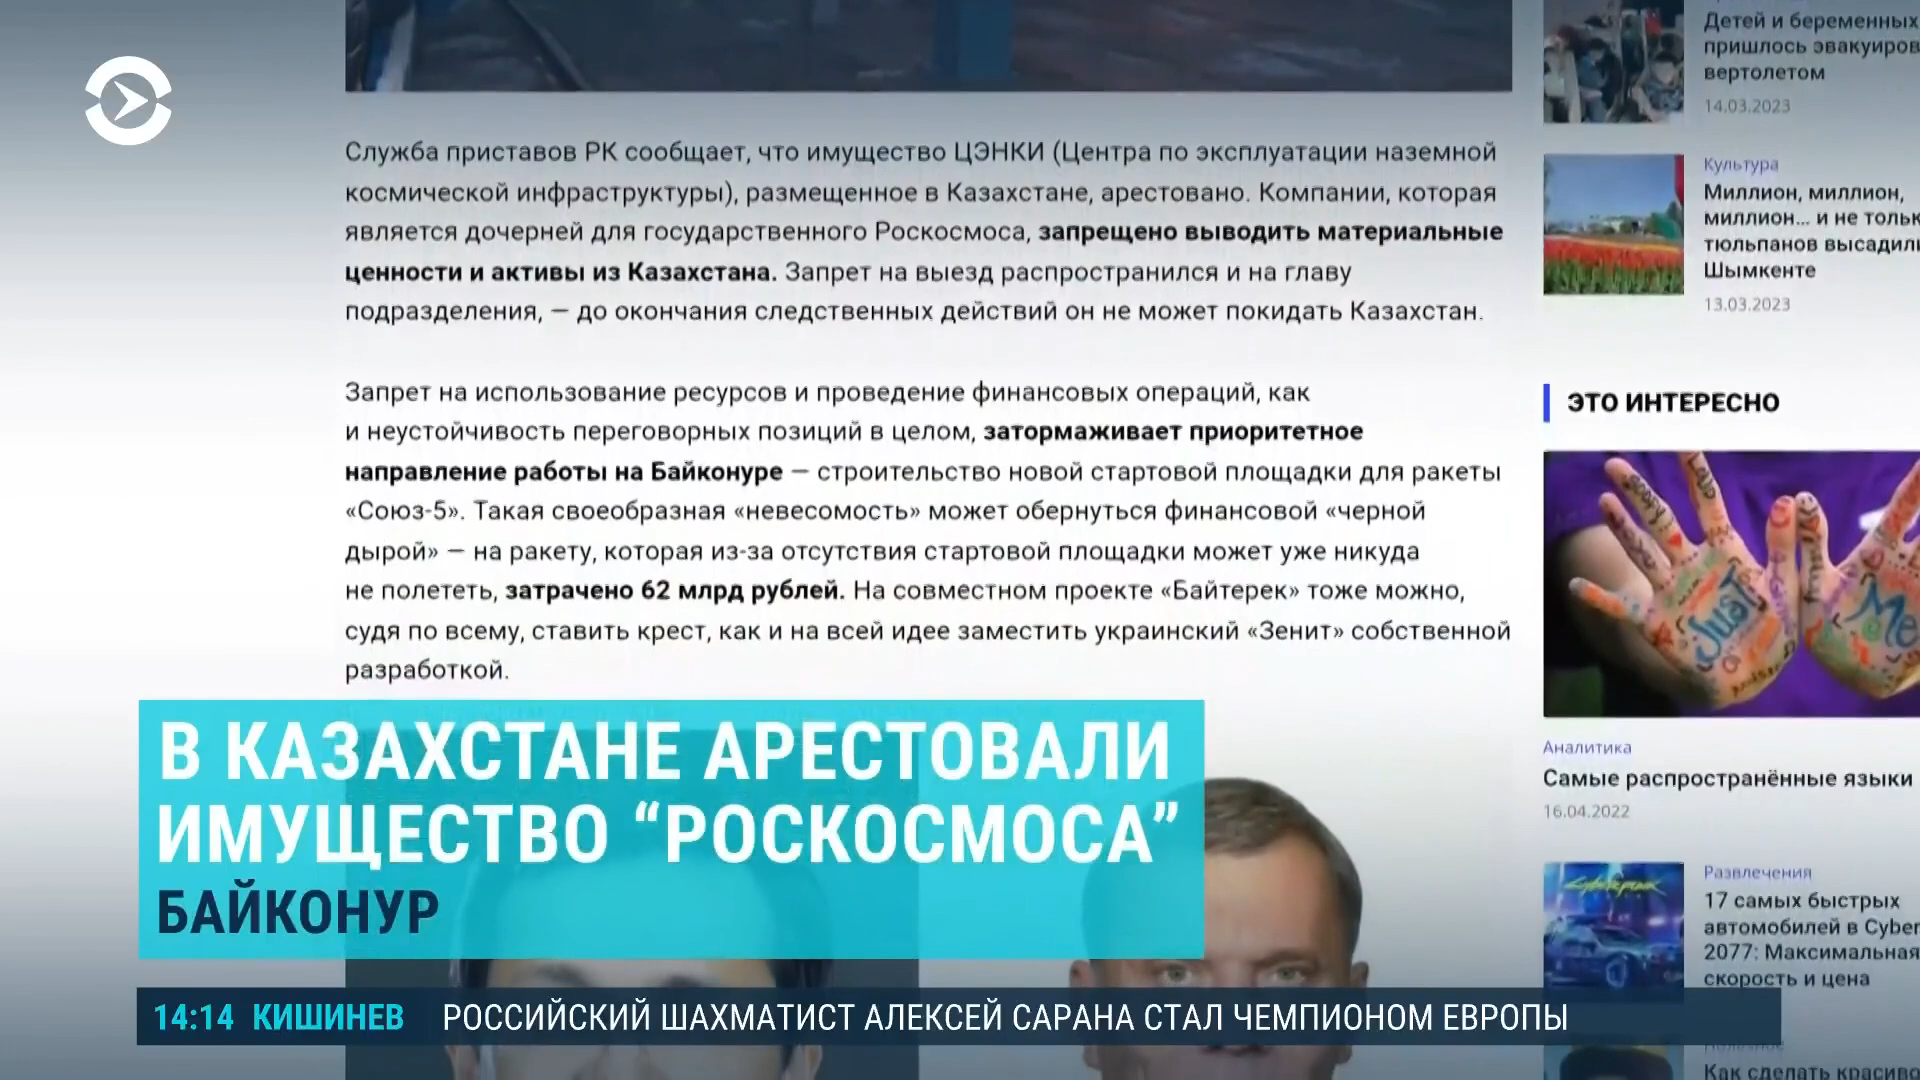 Служба приставов РК сообщает, что имущество ЦЭНКИ (Центра по эксплуатации наземной
космической инфраструктуры), размещенное в Казахстане, арестовано. Компании, которая
является дочерней для государственного Роскосмоса, запрещено выводить материальные
ценности и активы из Казахстана. Запрет на выезд распространился и на главу
подразделения, — до окончания следственных действий он не может покидать Казахстан.
Запрет на использование ресурсов и проведение финансовых операций, как
и неустойчивость переговорных позиций в целом, затормаживает приоритетное
направление работы на Байконуре — строительство новой стартовой площадки для ракеты
«Союз-5». Такая своеобразная «невесомость» может обернуться финансовой «черной
дырой» — на ракету, которая из-за отсутствия стартовой площадки может уже никуда
не полететь, затрачено 62 млрд рублей. На совместном проекте «Байтерек» тоже можно,
судя по всему, ставить крест, как и на всей идее заместить украинский «Зенит» собственной
разработкой.
Детей и беременных
пришлось эвакуиров
вертолетом
14.03.2023
Культура
Миллион, миллион,
миллион... и не тольк
тюльпанов высадили
Шымкенте
13.03.2023
ЭТО ИНТЕРЕСНО
Just
Me
Аналитика
Самые распространённые языки
16.04.2022
Развлечения
17 самых быстрых
автомобилей в Cyber
2077: Максимальная
скорость и цена
Полезное
Как сделать красиво
В КАЗАХСТАНЕ АРЕСТОВАЛИ
ИМУЩЕСТВО “РОСКОСМОСА”
БАЙКОНУР
14:14 КИШИНЕВ РОССИЙСКИЙ ШАХМАТИСТ АЛЕКСЕЙ САРАНА СТАЛ ЧЕМПИОНОМ ЕВРОПЫ